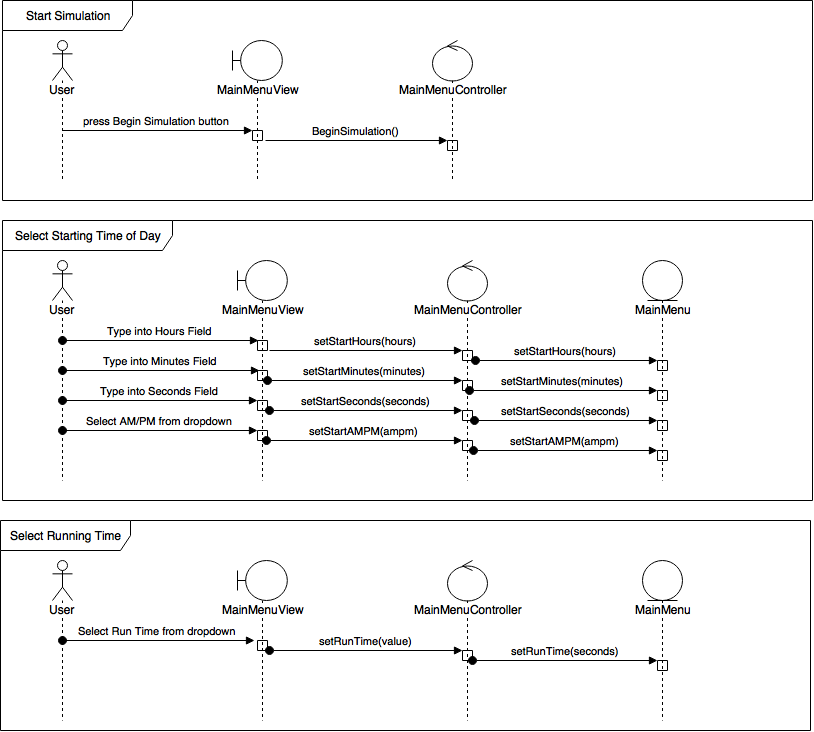 Start Simulation
User
MainMenuView
MainMenuController
press Begin Simulation button
BeginSimulation()
Select Starting Time of Day
User
MainMenuView
MainMenuController
MainMenu
Type into Hours Field
setStartHours(hours)
setStartHours(hours)
Type into Minutes Field
setStartMinutes(minutes)
setStartMinutes(minutes)
Type into Seconds Field
setStartSeconds(seconds)
setStartSeconds(seconds)
Select AM/PM from dropdown
setStartAMPM(ampm)
setStartAMPM(ampm)
Select Running Time
User
MainMenuView
MainMenuController
MainMenu
Select Run Time from dropdown
setRunTime(value)
setRunTime(seconds)